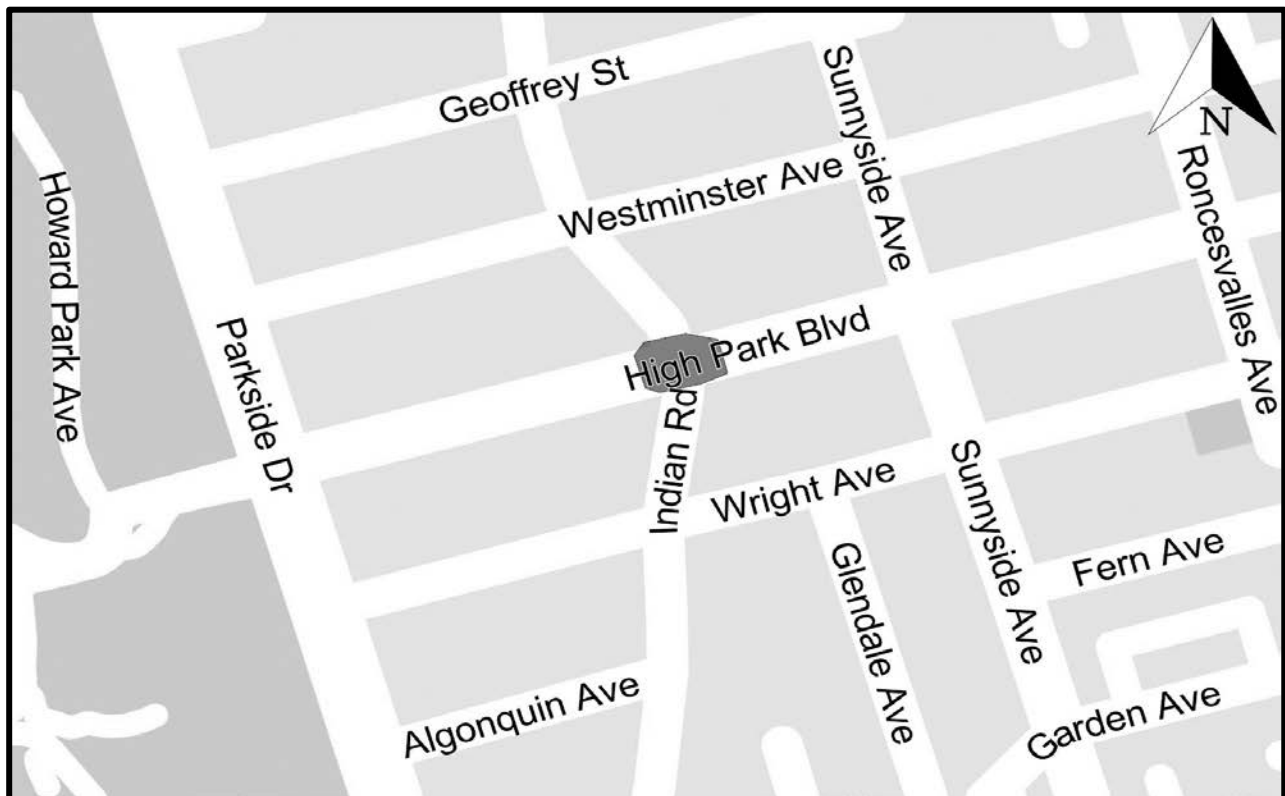 Geoffrey St
Sunnyside Ave
N
Westminster Ave
Roncesvalles Ave
Howard Park Ave
High Park Blvd
Parkside Dr
Indian Rd
Wright Ave
Sunnyside Ave
Glendale Ave
Fern Ave
Algonquin Ave
Garden Ave